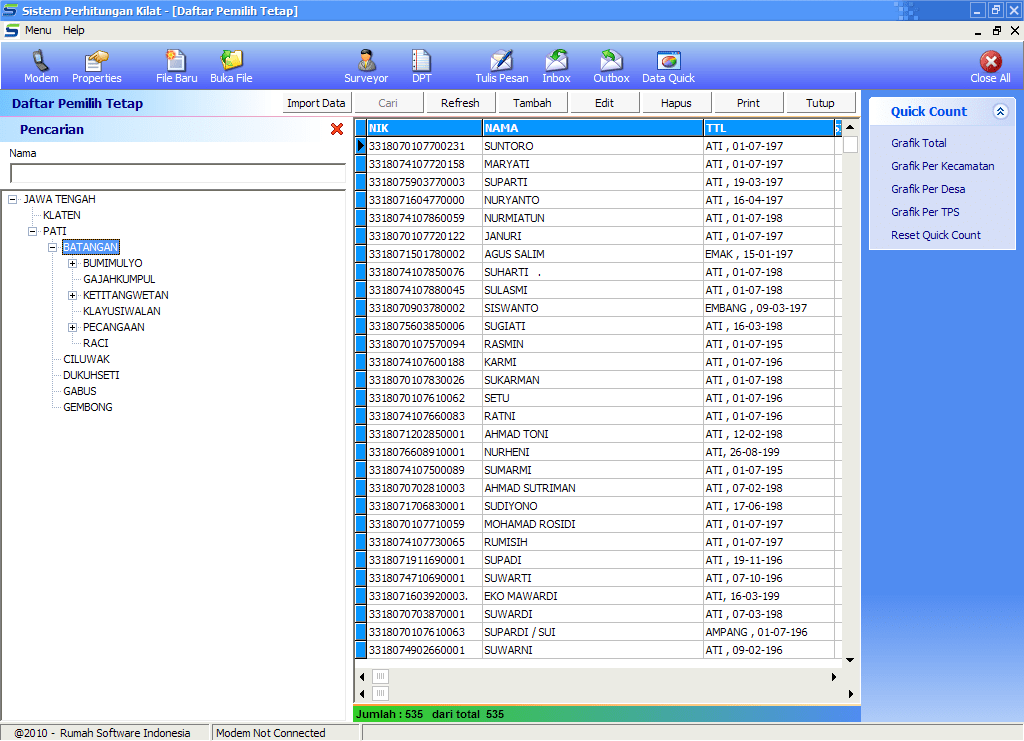 Sistem Perhitungan Kilat - [Daftar Pemilih Tetap]
Menu Help
Modem Properties File Baru Buka File Surveyor DPT Tulis Pesan Inbox Outbox Data Quick Close All
Daftar Pemilih Tetap Import Data Cari Refresh Tambah Edit Hapus Print Tutup
Pencarian
Nama
JAWA TENGAH
KLATEN
PATI
BATANGAN
BUMIMULYO
GAJAHKUMPUL
KETITANGWETAN
KLAYUSIWALAN
PECANGAAN
RACI
CILUWAK
DUKUHSETI
GABUS
GEMBONG
NIK NAMA TTL
3318070107700231 SUNTORO ATI , 01-07-197
3318074107720158 MARYATI ATI , 01-07-197
3318075903770003 SUPARTI ATI , 19-03-197
3318071604770000 NURYANTO ATI , 16-04-197
3318074107860059 NURMIATUN ATI , 01-07-198
3318070107720122 JANURI ATI , 01-07-197
3318071501780002 AGUS SALIM EMAK , 15-01-197
3318074107850076 SUHARTI . ATI , 01-07-198
3318074107880045 SULASMI ATI , 01-07-198
3318070903780002 SISWANTO EMBANG , 09-03-197
3318075603850006 SUGIATI ATI , 16-03-198
3318070107570094 RASMIN ATI , 01-07-195
3318074107600188 KARMI ATI , 01-07-196
3318070107830026 SUKARMAN ATI , 01-07-198
3318070107610062 SETU ATI , 01-07-196
3318074107660083 RATNI ATI , 01-07-196
3318071202850001 AHMAD TONI ATI , 12-02-198
3318076608910001 NURHENI ATI, 26-08-199
3318074107500089 SUMARMI ATI , 01-07-195
3318070702810003 AHMAD SUTRIMAN ATI , 07-02-198
3318071706830001 SUDIYONO ATI , 17-06-198
3318070107710059 MOHAMAD ROSIDI ATI , 01-07-197
3318074107730065 RUMISIH ATI , 01-07-197
3318071911690001 SUPADI ATI , 19-11-196
3318074710690001 SUWARTI ATI , 07-10-196
3318071603920003. EKO MAWARDI ATI, 16-03-199
3318070703870001 SUWARDI ATI , 07-03-198
3318070107610063 SUPARDI / SUI AMPANG , 01-07-196
3318074902660001 SUWARNI ATI , 09-02-196
Jumlah : 535 dari total 535
Quick Count
Grafik Total
Grafik Per Kecamatan
Grafik Per Desa
Grafik Per TPS
Reset Quick Count
@2010 - Rumah Software Indonesia Modem Not Connected